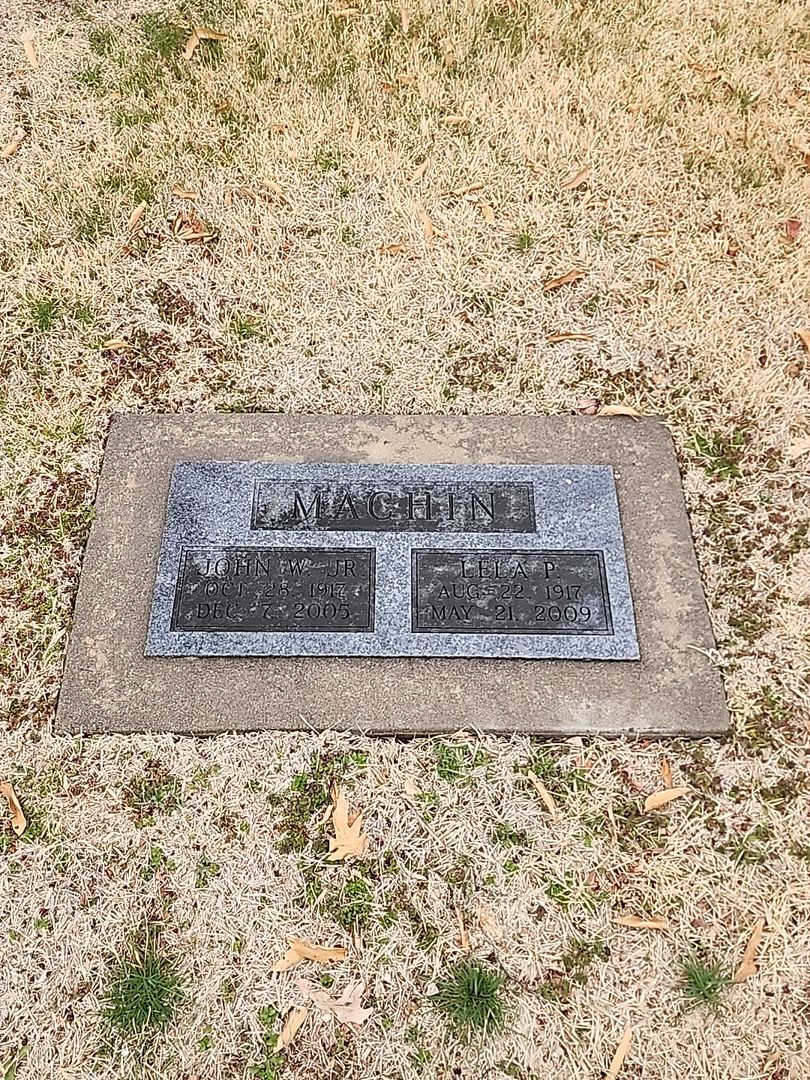 MACHIN
JOHN W. JR
OCT. 28, 1917
DEC. 7, 2005
LELA P.
AUG. 22, 1917
MAY 21, 2009